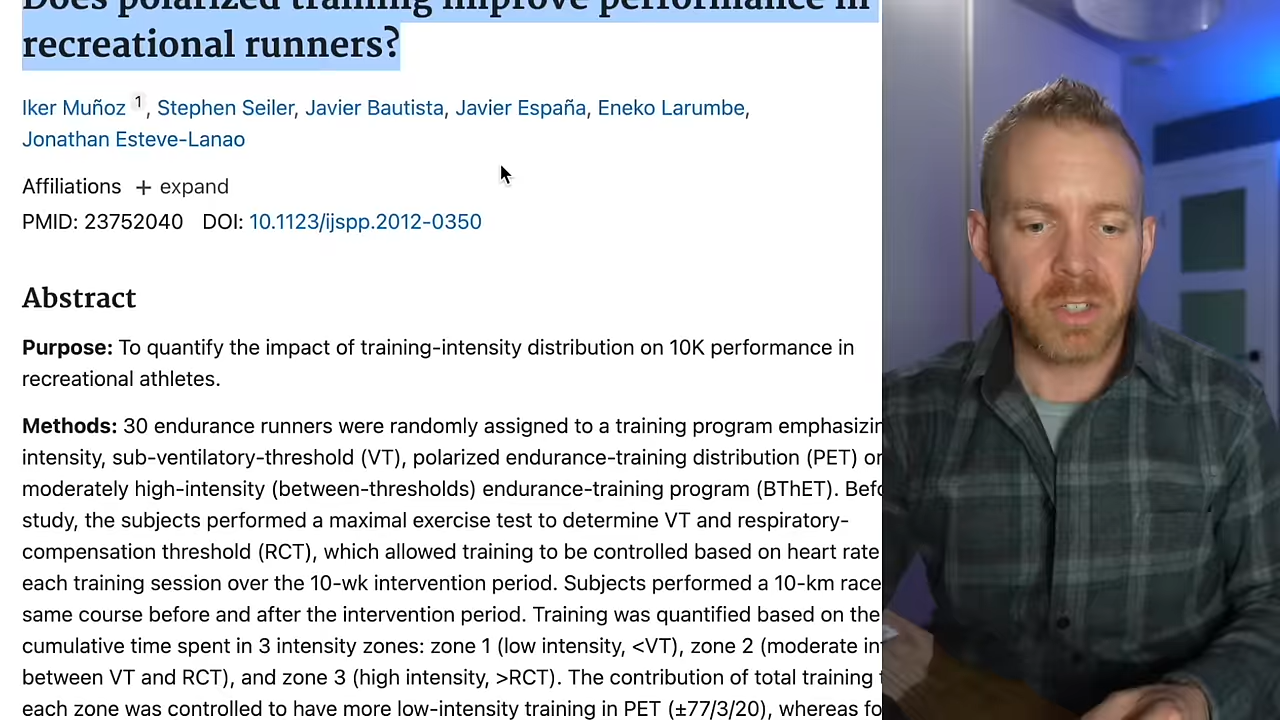 Does polarized training improve performance in
recreational runners?
Iker Muñoz 1, Stephen Seiler, Javier Bautista, Javier España, Eneko Larumbe,
Jonathan Esteve-Lanao
Affiliations + expand
PMID: 23752040 DOI: 10.1123/ijspp.2012-0350
Abstract
Purpose: To quantify the impact of training-intensity distribution on 10K performance in
recreational athletes.
Methods: 30 endurance runners were randomly assigned to a training program
intensity, sub-ventilatory-threshold (VT), polarized endurance-training distribution (PET) or
moderately high-intensity (between-thresholds) endurance-training program (BThET).
study, the subjects performed a maximal exercise test to determine VT and respiratory-
compensation threshold (RCT), which allowed training to be controlled based on heart rate
each training session over the 10-wk intervention period. Subjects performed a 10-km race
same course before and after the intervention period. Training was quantified based on the
cumulative time spent in 3 intensity zones: zone 1 (low intensity, <VT), zone 2 (moderate
between VT and RCT), and zone 3 (high intensity, >RCT). The contribution of total training
each zone was controlled to have more low-intensity training in PET (±77/3/20), whereas